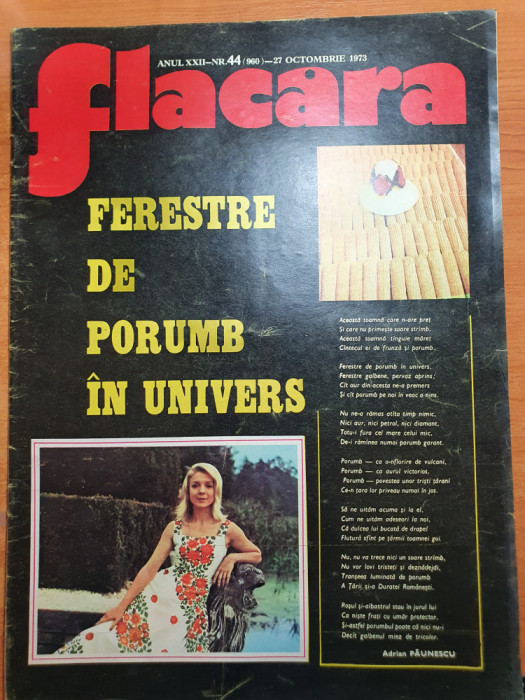 ANUL XXII—NR. 44 (960)—27 OCTOMBRIE 1973
flacara
FERESTRE
DE
PORUMB
ÎN UNIVERS
Această toamnă care n-are preț
Și care nu primește soare strîmb,
Această toamnă tînguie măreț
Cîntecul ei de frunză și porumb.
Ferestre de porumb în univers,
Ferestre galbene, pervaz aprins,
Cît aur din acesta ne-a premers
Și cît porumb pe noi în veac a nins.
Nu ne-a rămas atîta timp nimic,
Nici aur, nici petrol, nici diamant,
Totu-i fura cel mare celui mic,
De-i rămînea numai porumb garant.
Porumb — ca o-nflorire de vulcani,
Porumb — ca aurul victorios,
Porumb — povestea unor triști țărani
Ce-n țara lor priveau numai în jos.
Să ne uităm acuma și la el,
Cum ne uităm adeseori la noi,
Că dulcea lui bucată de drapel
Flutură sfînt pe țărmii toamnei goi.
Nu, nu va trece nici un soare strîmb,
Nu vor lovi tristeți și deznădejdi,
Tranșeea luminată de porumb
A Țării și-a Duratei Românești.
Roșul și-albastrul stau în jurul lui
Ca niște frați cu umăr protector,
Și-astfel porumbul poate că nici nu-i
Decît galbenul miez de tricolor.
Adrian PĂUNESCU